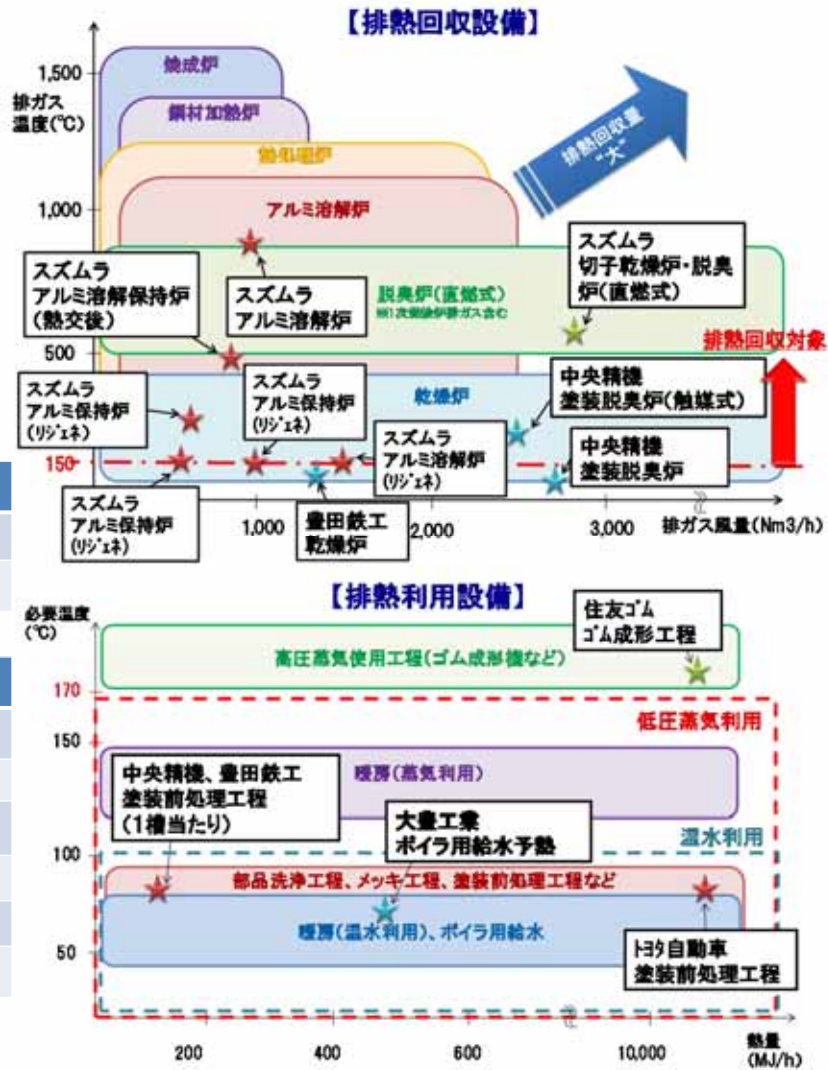 【排熱回収設備】
排ガス
温度(℃)
1,500
1,000
500
150
焼成炉
鋼材加熱炉
熱処理炉
アルミ溶解炉
排熱回収量
"大"
スズムラ
アルミ溶解保持炉
(熱交後)
スズムラ
アルミ溶解炉
脱臭炉(直燃式)
スズムラ
切子乾燥炉・脱臭
炉(直燃式)
排熱回収対象
スズムラ
アルミ保持炉
(リジェネ)
スズムラ
アルミ保持炉
(リジェネ)
乾燥炉
中央精機
塗装脱臭炉(触媒式)
スズムラ
アルミ溶解炉
(リジェネ)
中央精機
塗装脱臭炉
スズムラ
アルミ保持炉
(リジェネ)
豊田鉄工
乾燥炉
1,000
2,000
3,000
排ガス風量(Nm3/h)
【排熱利用設備】
必要温度
(℃)
170
150
100
50
住友ゴム
ゴム成形工程
高圧蒸気使用工程(ゴム成形機など)
低圧蒸気利用
中央精機、豊田鉄工
塗装前処理工程
(1槽当たり)
暖房(蒸気利用)
大豊工業
ボイラ用給水予熱
温水利用
部品洗浄工程、メッキ工程、塗装前処理工程など
暖房(温水利用)、ボイラ用給水
トヨタ自動車
塗装前処理工程
200
400
600
10,000
熱量
(MJ/h)